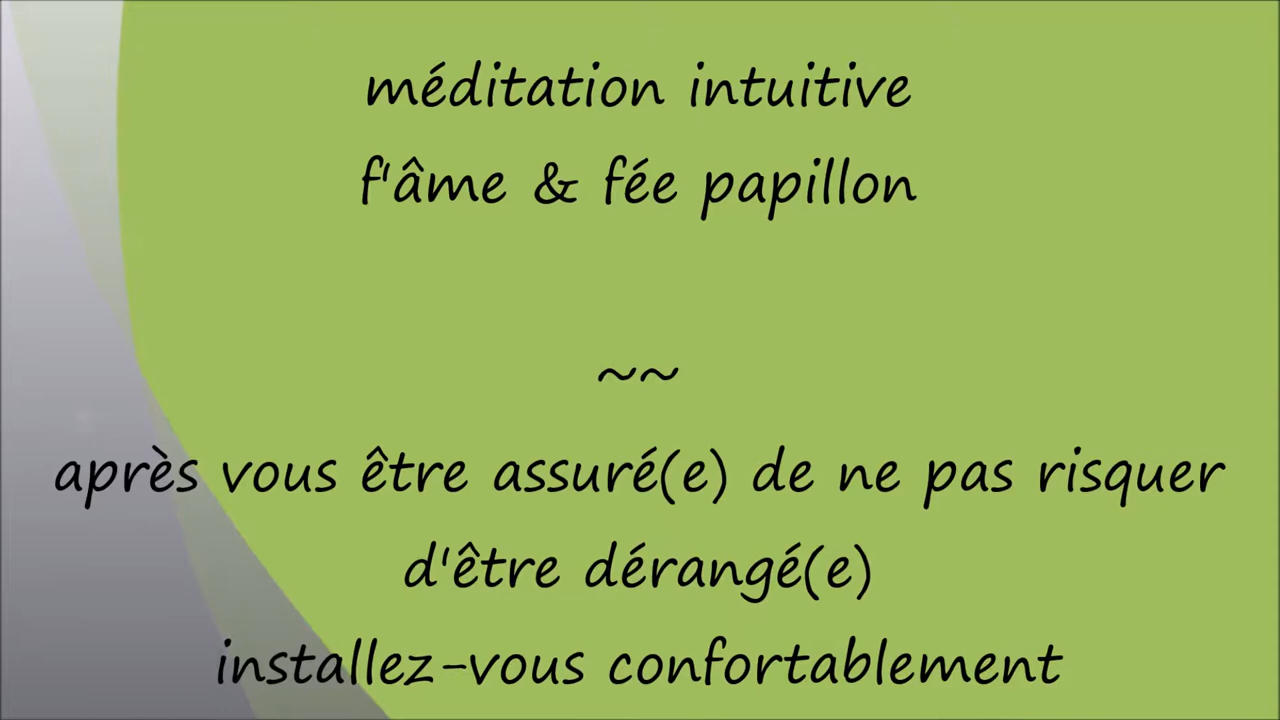 méditation intuitive
f'âme & fée papillon
~~
après vous être assuré(e) de ne pas risquer
d'être dérangé(e)
installez-vous confortablement